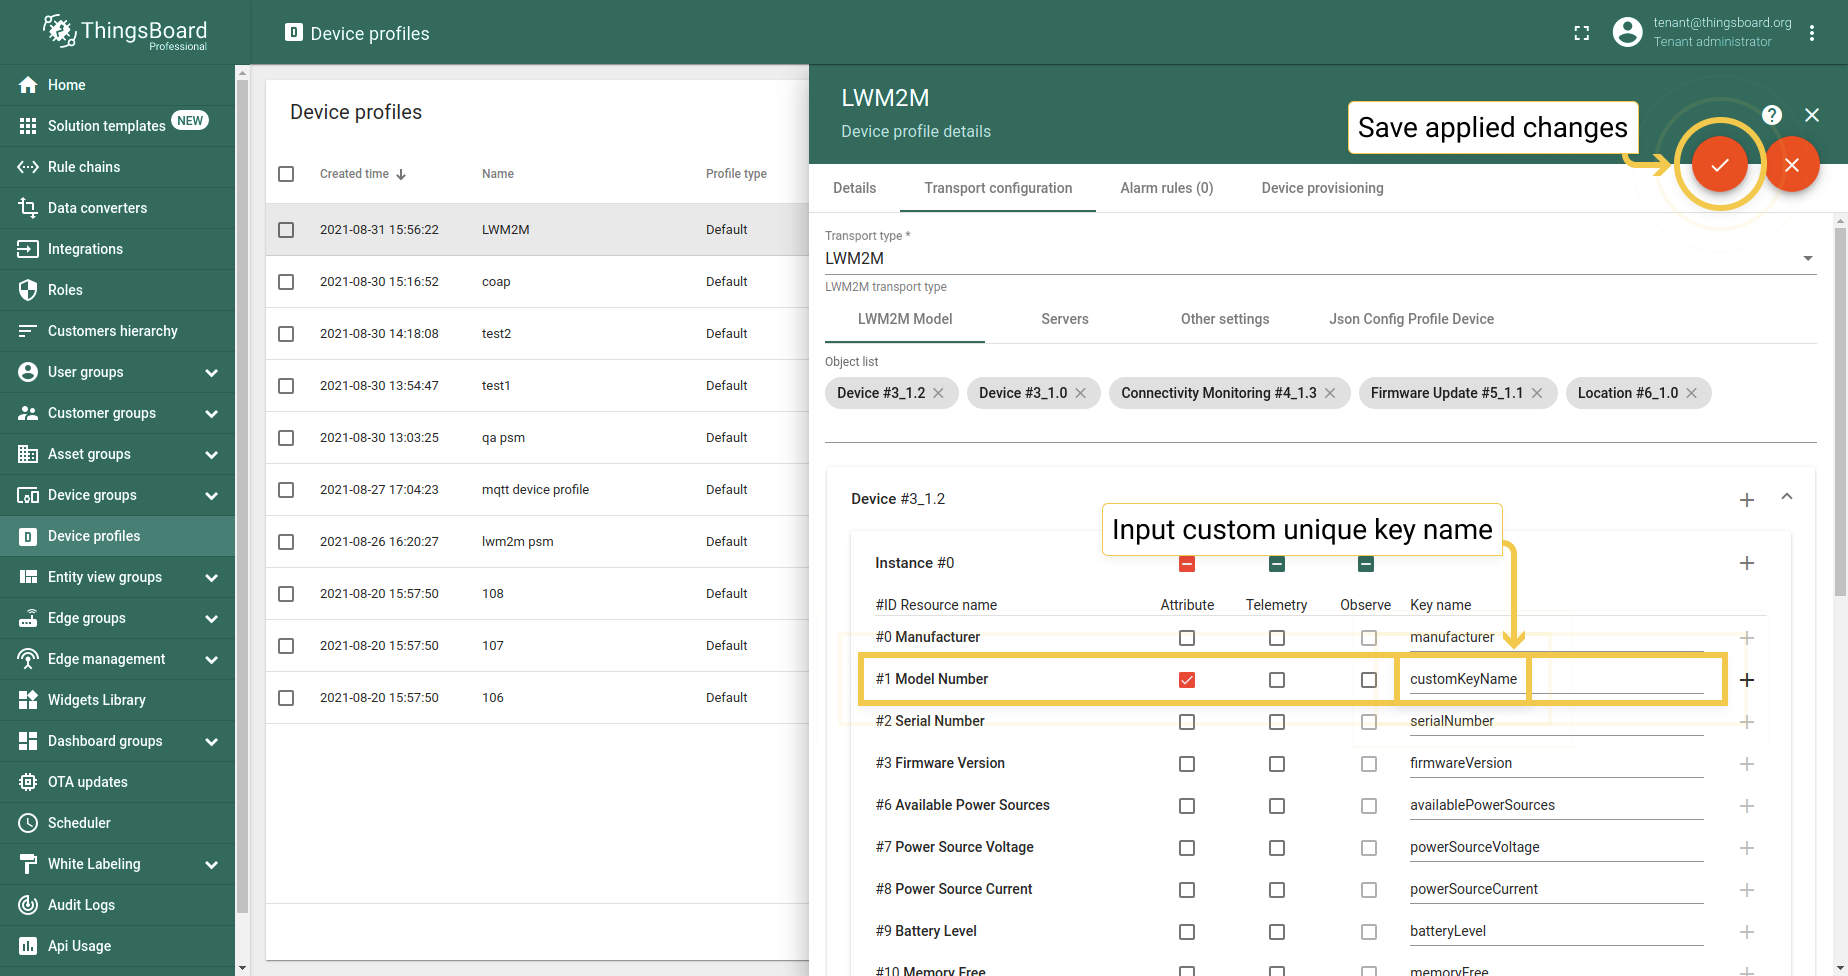 ThingsBoard
Professional
Device profiles
tenant@thingsboard.org
Tenant administrator
Home
Solution templates NEW
Rule chains
Data converters
Integrations
Roles
Customers hierarchy
User groups
Customer groups
Asset groups
Device groups
Device profiles
Entity view groups
Edge groups
Edge management
Widgets Library
Dashboard groups
OTA updates
Scheduler
White Labeling
Audit Logs
Api Usage
Device profiles
Created time Name Profile type
2021-08-31 15:56:22 LWM2M Default
2021-08-30 15:16:52 coap Default
2021-08-30 14:18:08 test2 Default
2021-08-30 13:54:47 test1 Default
2021-08-30 13:03:25 qa psm Default
2021-08-27 17:04:23 mqtt device profile Default
2021-08-26 16:20:27 lwm2m psm Default
2021-08-20 15:57:50 108 Default
2021-08-20 15:57:50 107 Default
2021-08-20 15:57:50 106 Default
LWM2M
Device profile details
Save applied changes
Details Transport configuration Alarm rules (0) Device provisioning
Transport type *
LWM2M
LWM2M transport type
LWM2M Model Servers Other settings Json Config Profile Device
Object list
Device #3_1.2 Device #3_1.0 Connectivity Monitoring #4_1.3 Firmware Update #5_1.1 Location #6_1.0
Device #3_1.2
Input custom unique key name
Instance #0
#ID Resource name Attribute Telemetry Observe Key name
#0 Manufacturer manufacturer
#1 Model Number customKeyName
#2 Serial Number serialNumber
#3 Firmware Version firmwareVersion
#6 Available Power Sources availablePowerSources
#7 Power Source Voltage powerSourceVoltage
#8 Power Source Current powerSourceCurrent
#9 Battery Level batteryLevel
#10 Memory Free memoryFree